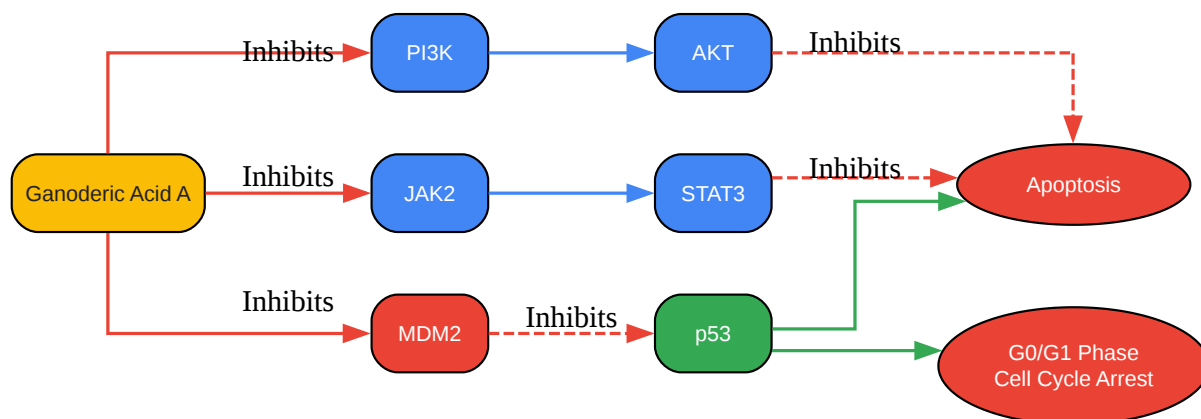 Inhibits
PI3K
AKT
Inhibits
Ganoderic Acid A
Inhibits
JAK2
STAT3
Inhibits
Apoptosis
Inhibits
MDM2
Inhibits
p53
G0/G1 Phase
Cell Cycle Arrest